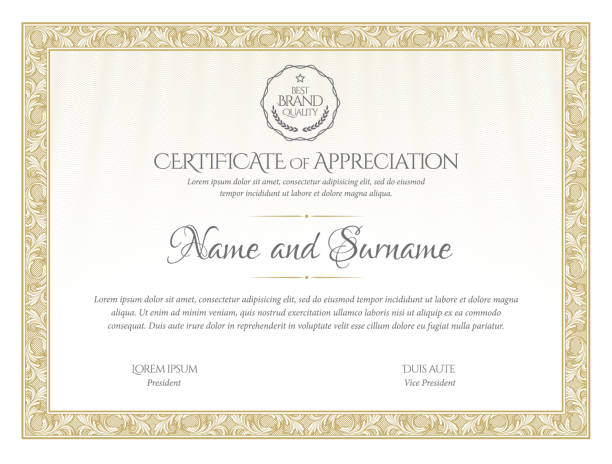 BEST
BRAND
QUALITY
CERTIFICATE OF APPRECIATION
Lorem ipsum dolor sit amet, consectetur adipiscing elit, sed do eiusmod
tempor incididunt ut labore et dolore magna aliqua.
Name and Surname
Lorem ipsum dolor sit amet, consectetur adipiscing elit, sed do eiusmod tempor incididunt ut labore et dolore magna
aliqua. Ut enim ad minim veniam, quis nostrud exercitation ullamco laboris nisi ut aliquip ex ea commodo
consequat. Duis aute irure dolor in reprehenderit in voluptate velit esse cillum dolore eu fugiat nulla pariatur.
LOREM IPSUM
DUIS AUTE
President
Vice President